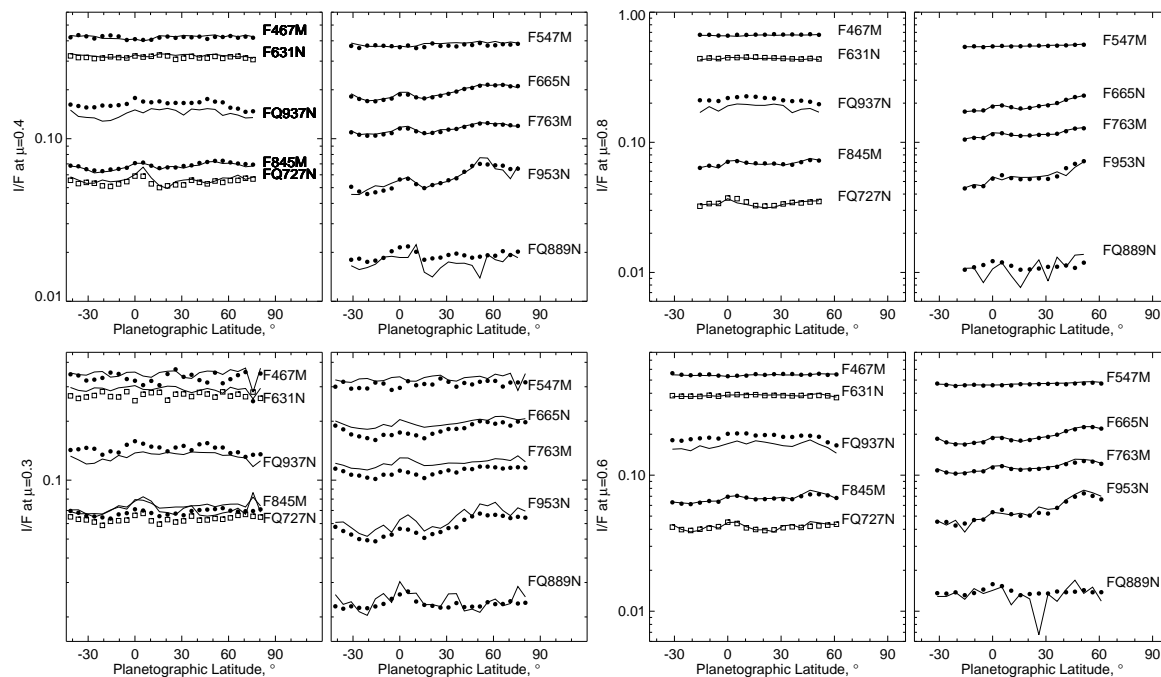 I/F at µ=0.4
0.10
0.01
F467M
F631N
FQ937N
F845M
FQ727N
-30 0 30 60 90
Planetographic Latitude, °
F547M
F665N
F763M
F953N
FQ889N
-30 0 30 60 90
Planetographic Latitude, °
I/F at µ=0.8
1.00
0.10
0.01
F467M
F631N
FQ937N
F845M
FQ727N
-30 0 30 60 90
Planetographic Latitude, °
F547M
F665N
F763M
F953N
FQ889N
-30 0 30 60 90
Planetographic Latitude, °
I/F at µ=0.3
0.1
F467M
F631N
FQ937N
F845M
FQ727N
-30 0 30 60 90
Planetographic Latitude, °
F547M
F665N
F763M
F953N
FQ889N
-30 0 30 60 90
Planetographic Latitude, °
I/F at µ=0.6
0.10
0.01
F467M
F631N
FQ937N
F845M
FQ727N
-30 0 30 60 90
Planetographic Latitude, °
F547M
F665N
F763M
F953N
FQ889N
-30 0 30 60 90
Planetographic Latitude, °